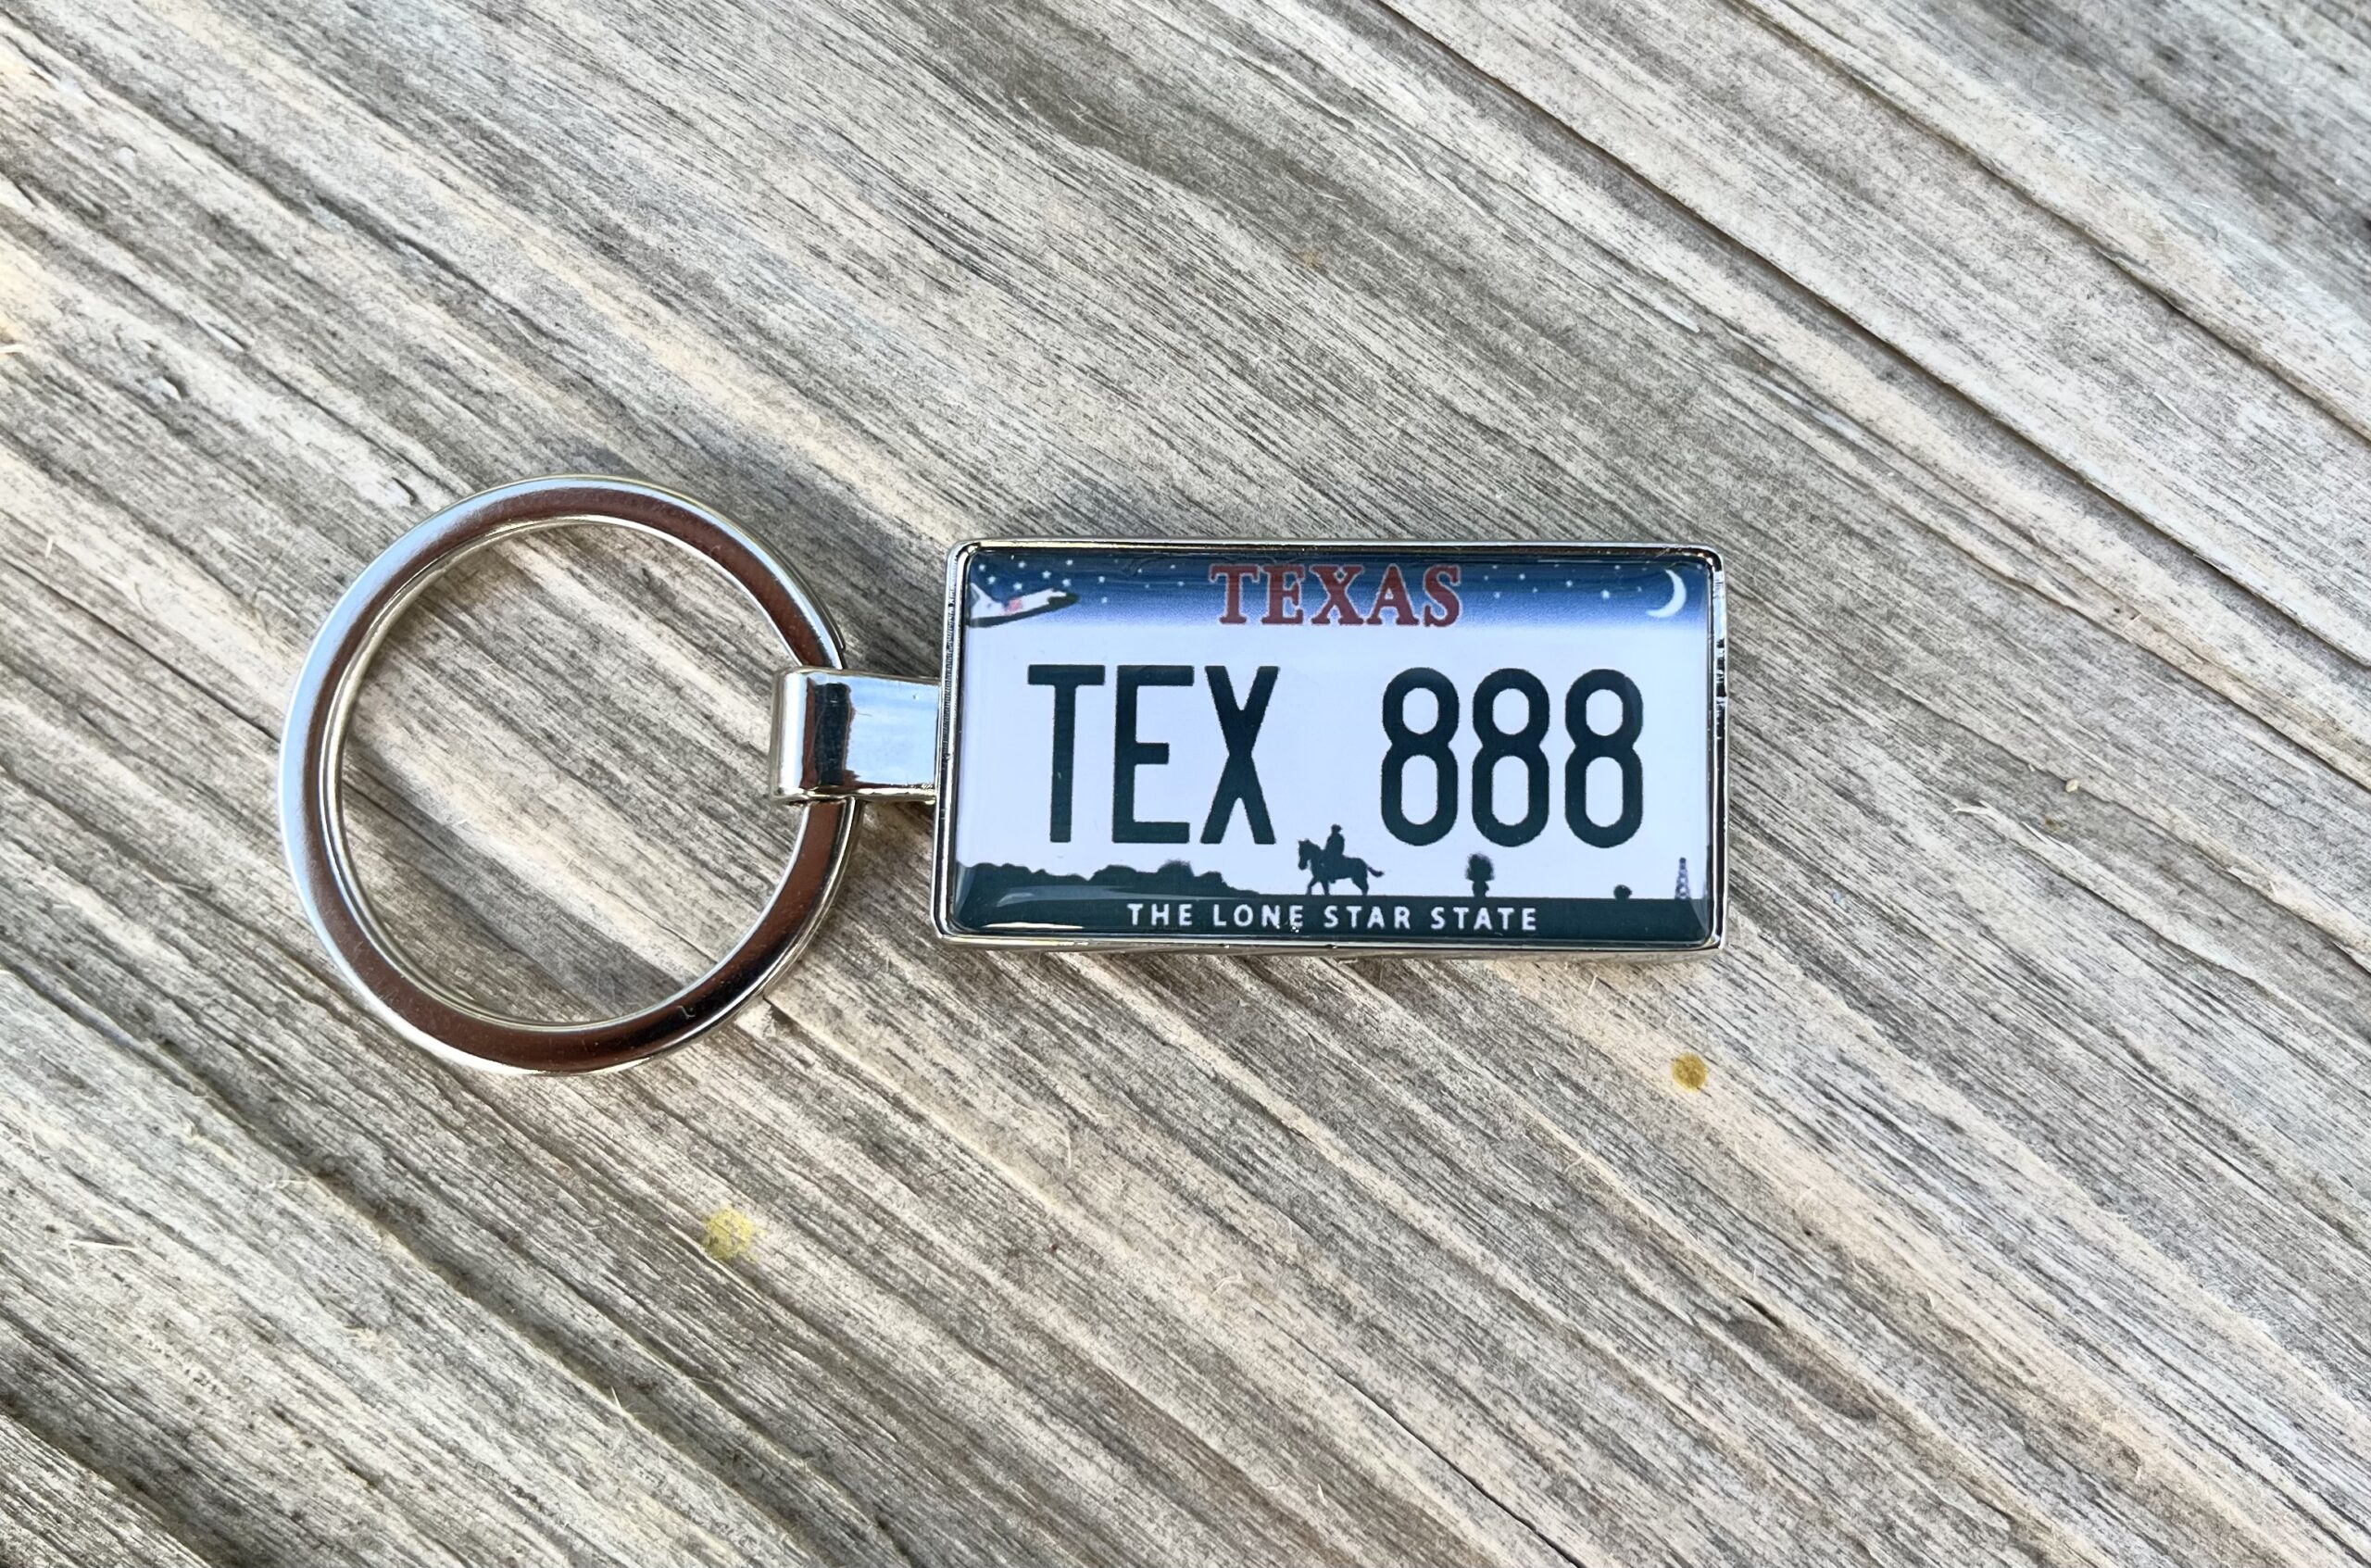 TEXAS
TEX 888
THE LONE STAR STATE